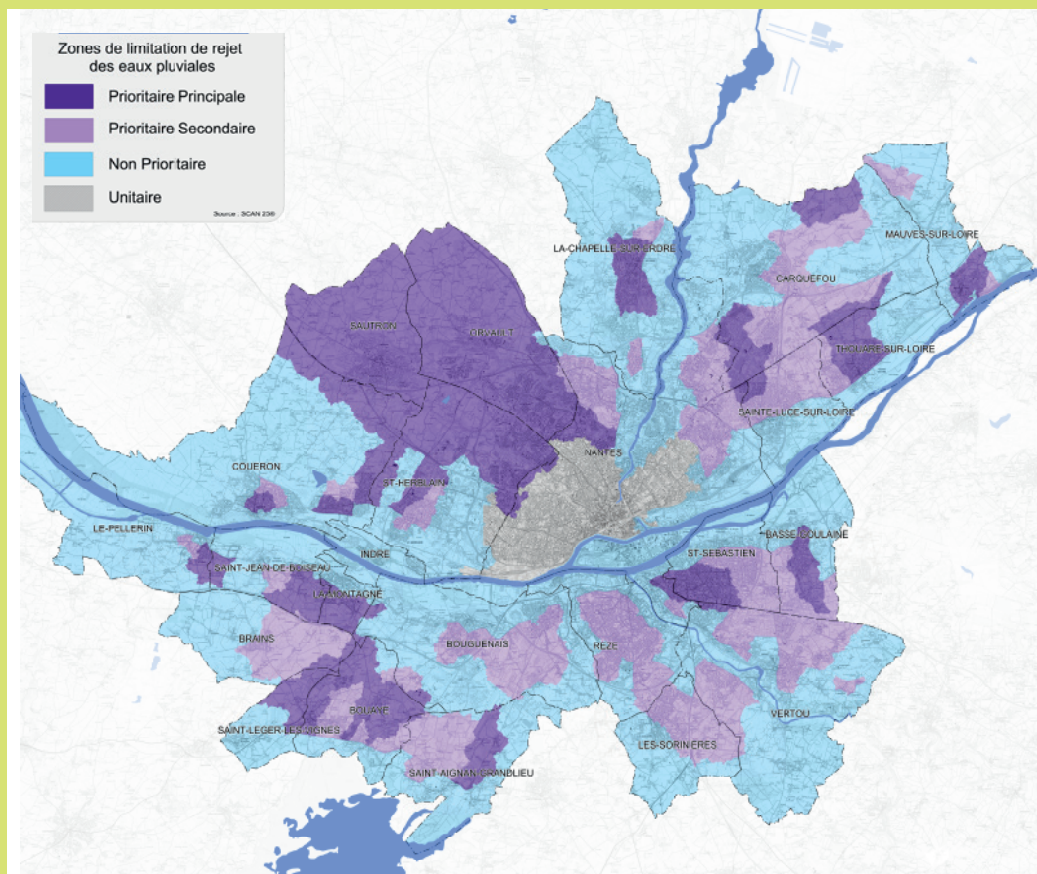 Zones de limitation de rejet
des eaux pluviales
Prioritaire Principale
Prioritaire Secondaire
Non Prioritaire
Unitaire
Source : SCAN 25®
MAUVES-SUR-LOIRE
LA-CHAPELLE-SUR-ERDRE
CARQUEFOU
SAUTRON
ORVAULT
THOUARE-SUR-LOIRE
SAINTE-LUCE-SUR-LOIRE
NANTES
COUERON
ST-HERBLAIN
LE-PELLERIN
BASSE-GOULAINE
INDRE
ST-SEBASTIEN
SAINT-JEAN-DE-BOISEAU
LA-MONTAGNE
BRAINS
BOUGUENAIS
REZE
BOUAYE
VERTOU
SAINT-LEGER-LES-VIGNES
LES-SORINIERES
SAINT-AIGNAN-GRANDLIEU